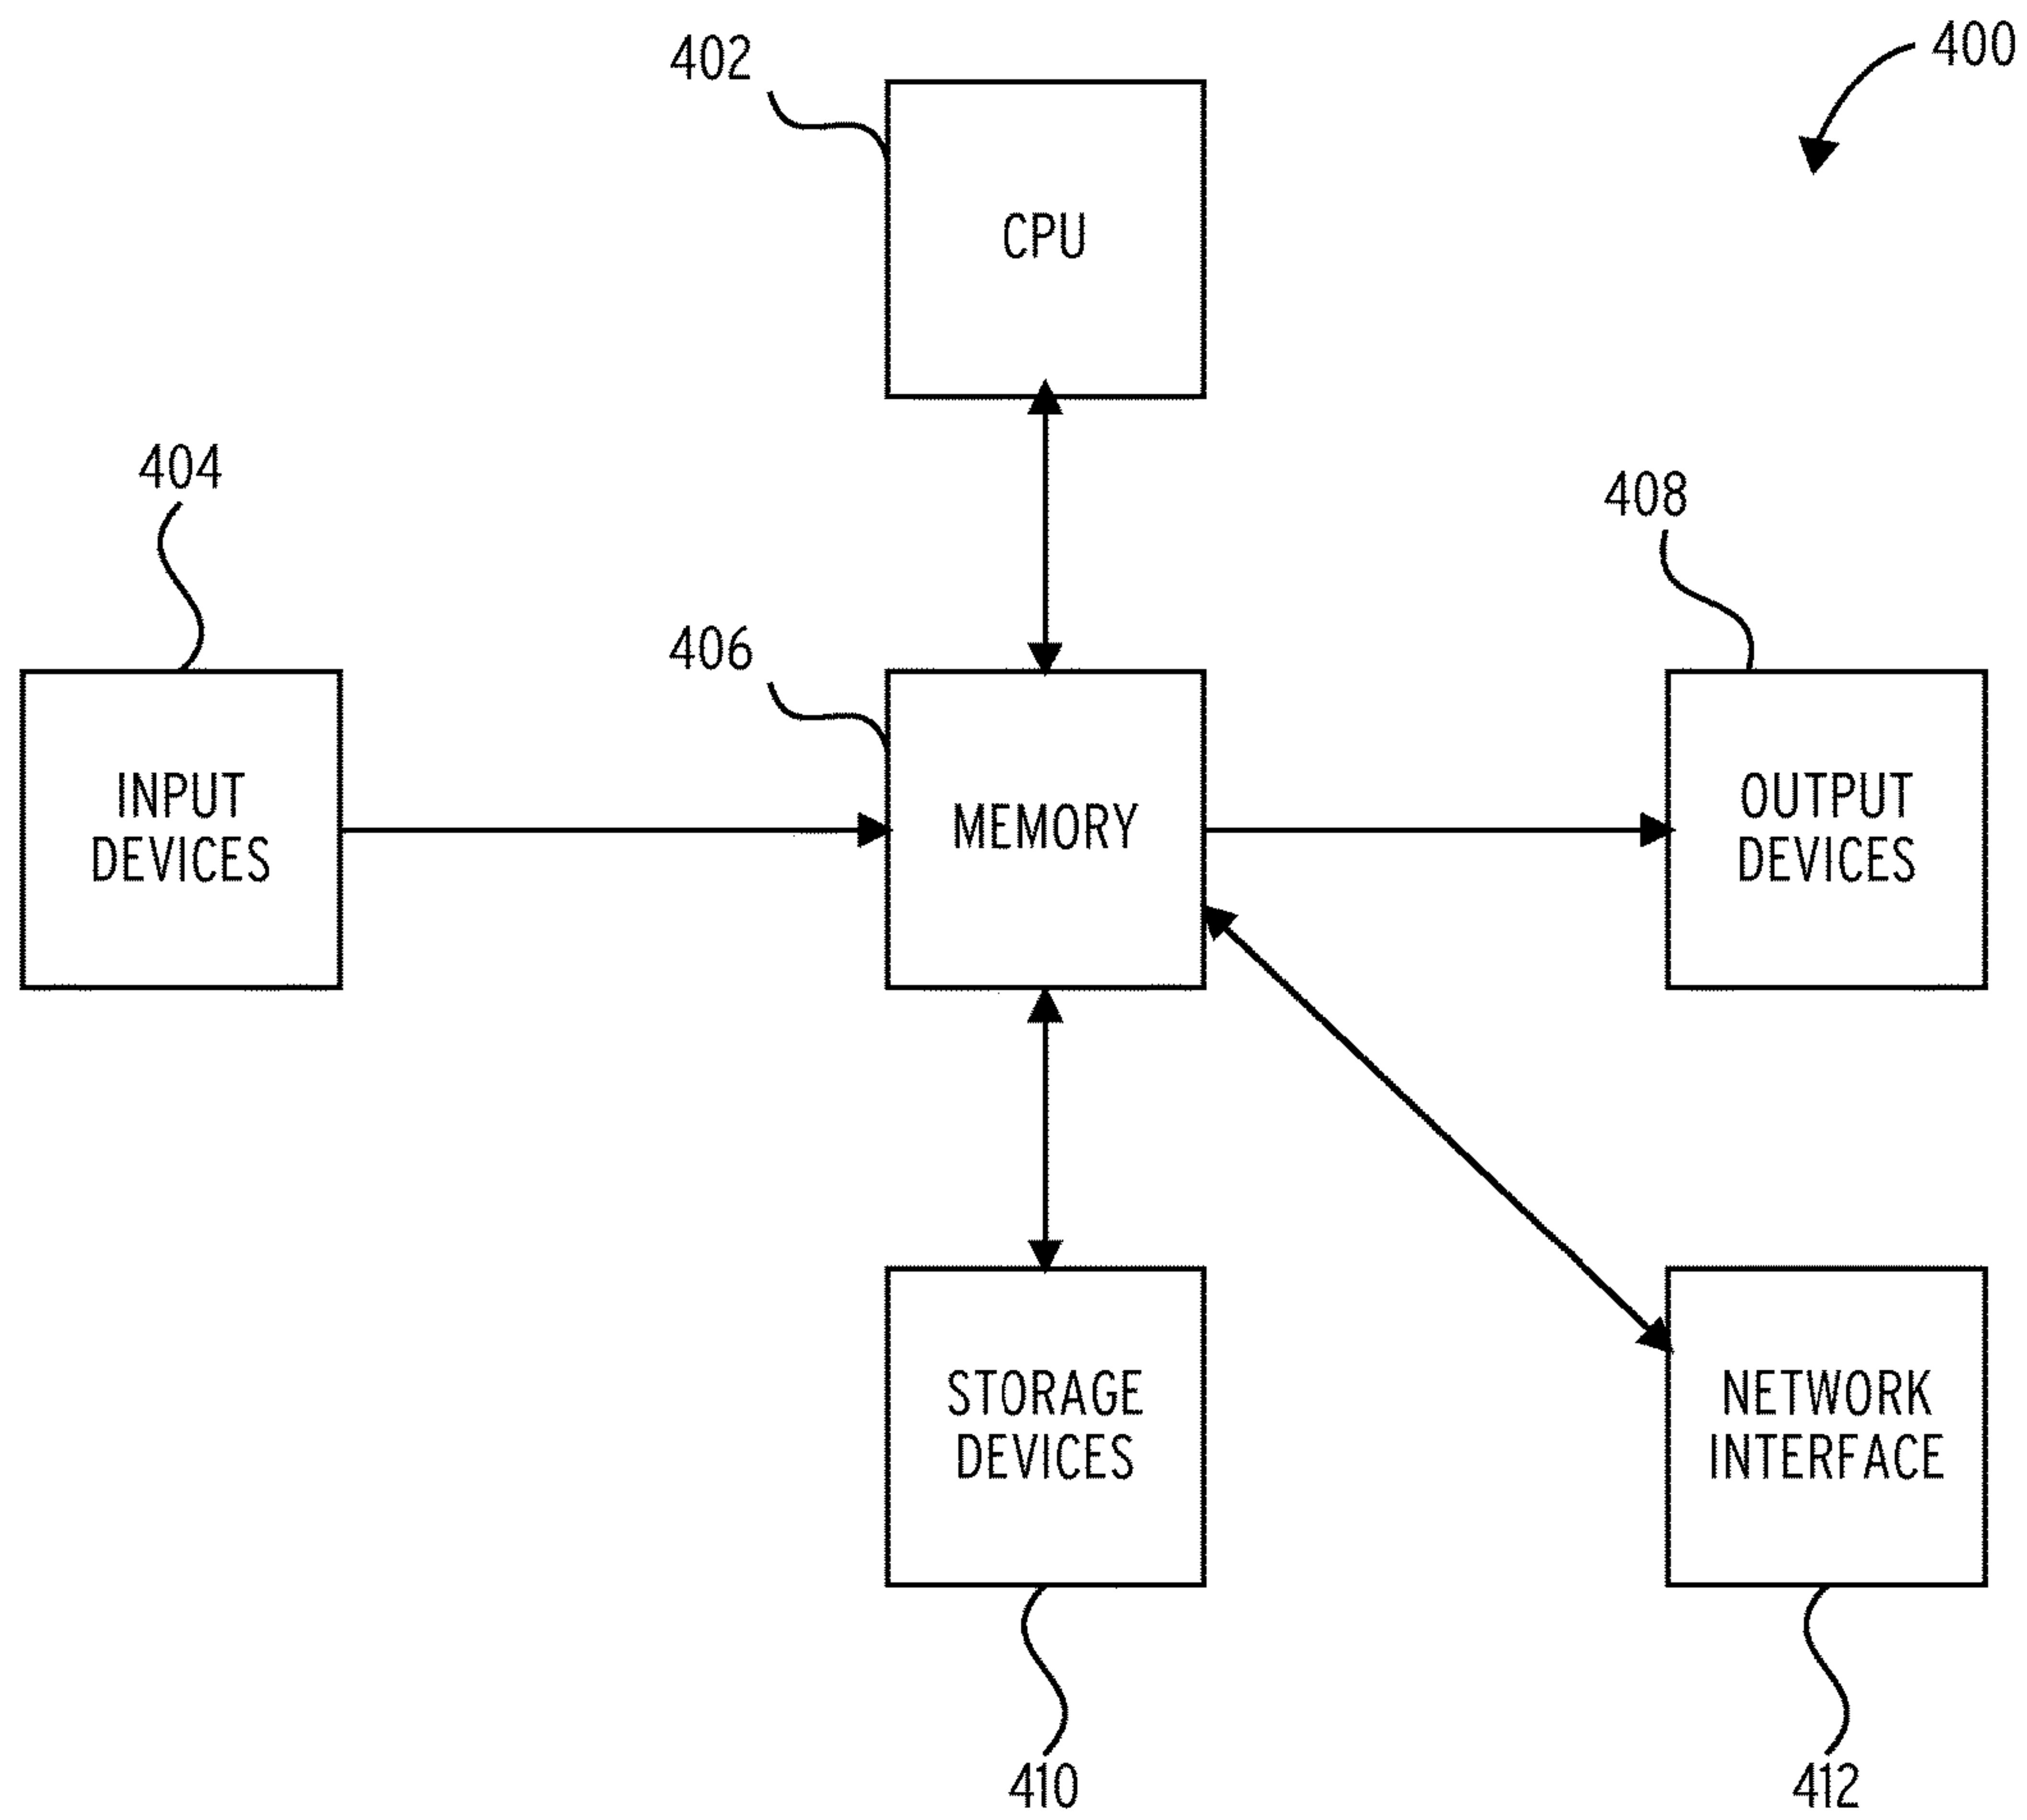 400
402
CPU
404
408
406
INPUT
DEVICES
MEMORY
OUTPUT
DEVICES
STORAGE
DEVICES
NETWORK
INTERFACE
410
412